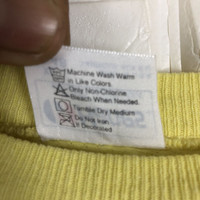 Machine Wash Warm
in Like Colors.
Only Non-Chlorine
Bleach When Needed.
Tumble Dry Medium
Do Not Iron
if Decorated